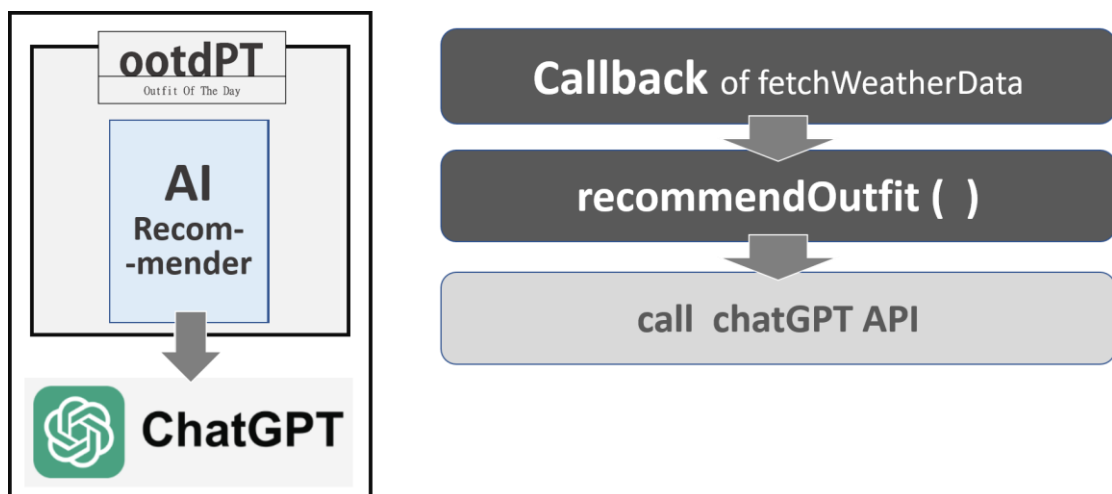 ootdPT
Outfit Of The Day
AI
Recom-
-mender
ChatGPT
Callback of fetchWeatherData
recommendOutfit ( )
call chatGPT API